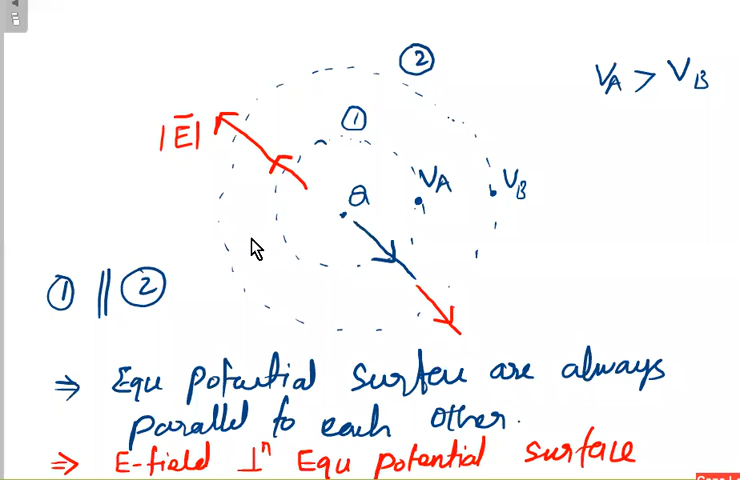 ②
V_A > V_B
①
|E̅|
Q
V_A
V_B
① || ②
⇒ Equ potential surface are always
parallel to each other.
⇒ E-field ⊥ⁿ Equ potential surface